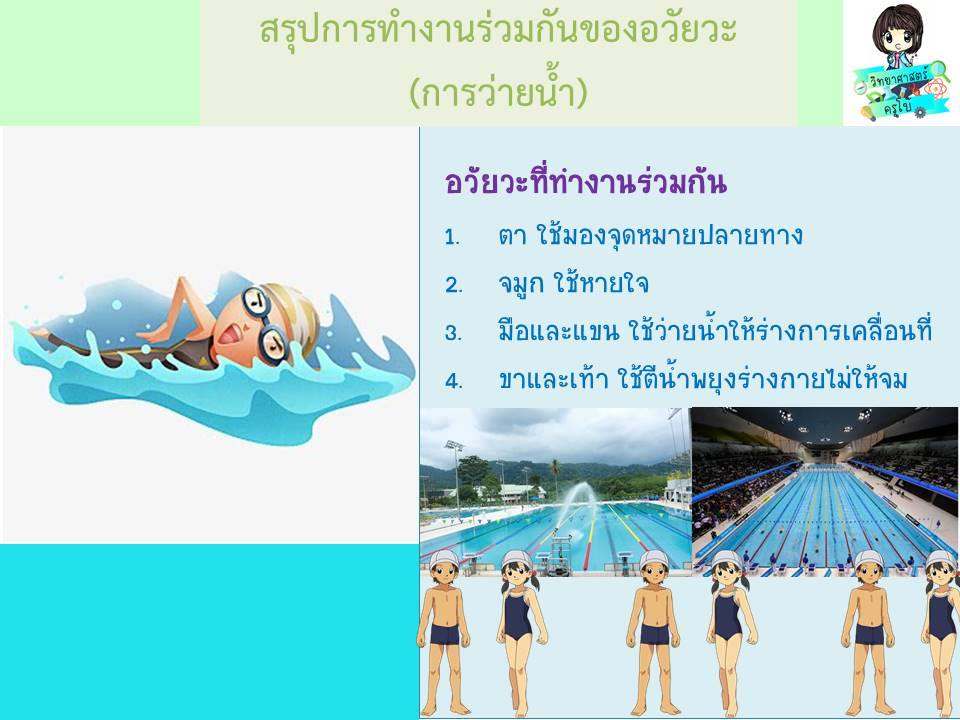 สรุปการทำงานร่วมกันของอวัยวะ
(การว่ายน้ำ)
วิทยาศาสตร์
ครูโบ
อวัยวะที่ทำงานร่วมกัน
1. ตา ใช้มองจุดหมายปลายทาง
2. จมูก ใช้หายใจ
3. มือและแขน ใช้ว่ายน้ำให้ร่างการเคลื่อนที่
4. ขาและเท้า ใช้ตีน้ำพยุงร่างกายไม่ให้จม